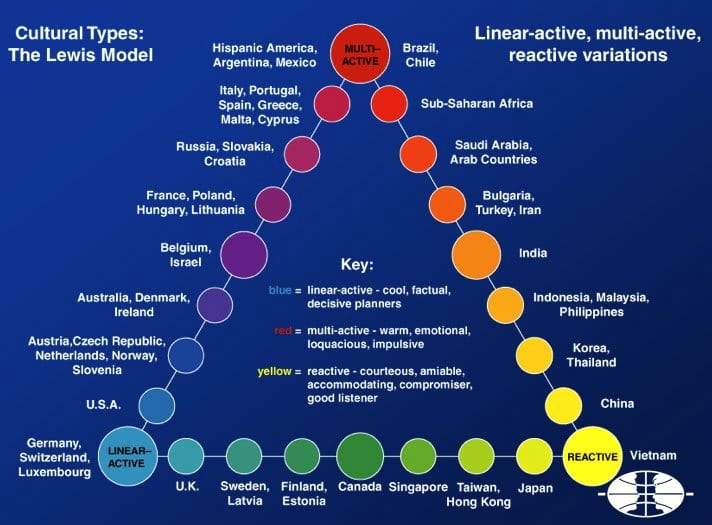 Cultural Types:
The Lewis Model
Linear-active, multi-active,
reactive variations
Hispanic America,
Argentina, Mexico
MULTI–
ACTIVE
Brazil,
Chile
Italy, Portugal,
Spain, Greece,
Malta, Cyprus
Sub-Saharan Africa
Russia, Slovakia,
Croatia
Saudi Arabia,
Arab Countries
France, Poland,
Hungary, Lithuania
Bulgaria,
Turkey, Iran
Belgium,
Israel
India
Key:
blue = linear-active - cool, factual,
decisive planners
red = multi-active - warm, emotional,
loquacious, impulsive
yellow = reactive - courteous, amiable,
accommodating, compromiser,
good listener
Australia, Denmark,
Ireland
Indonesia, Malaysia,
Philippines
Austria,Czech Republic,
Netherlands, Norway,
Slovenia
Korea,
Thailand
U.S.A.
China
Germany,
Switzerland,
Luxembourg
LINEAR–
ACTIVE
REACTIVE
Vietnam
U.K.
Sweden,
Latvia
Finland,
Estonia
Canada
Singapore
Taiwan,
Hong Kong
Japan